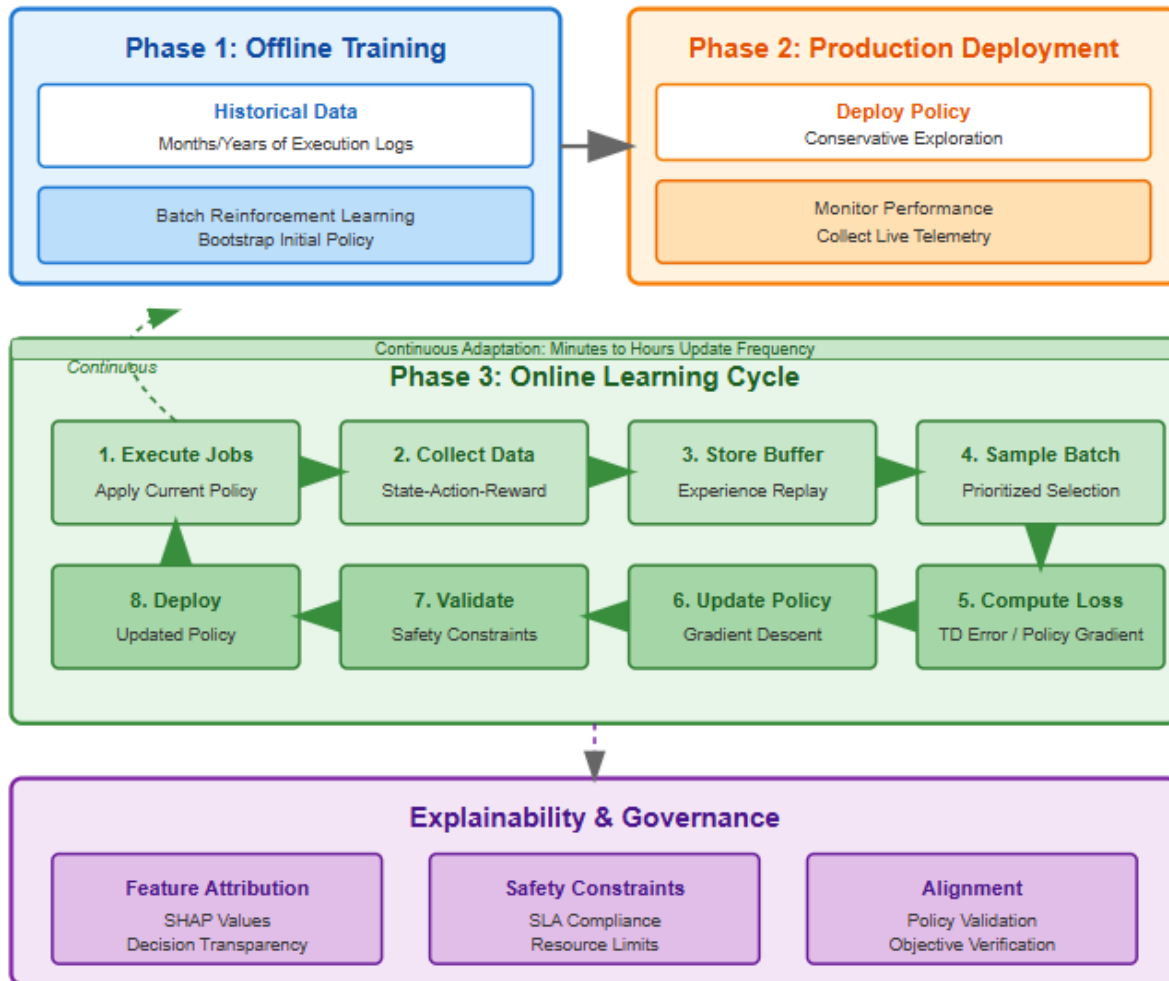 Phase 1: Offline Training
Historical Data
Months/Years of Execution Logs
Batch Reinforcement Learning
Bootstrap Initial Policy
Phase 2: Production Deployment
Deploy Policy
Conservative Exploration
Monitor Performance
Collect Live Telemetry
Continuous Adaptation: Minutes to Hours Update Frequency
Continuous
Phase 3: Online Learning Cycle
1. Execute Jobs
Apply Current Policy
2. Collect Data
State-Action-Reward
3. Store Buffer
Experience Replay
4. Sample Batch
Prioritized Selection
8. Deploy
Updated Policy
7. Validate
Safety Constraints
6. Update Policy
Gradient Descent
5. Compute Loss
TD Error / Policy Gradient
Explainability & Governance
Feature Attribution
SHAP Values
Decision Transparency
Safety Constraints
SLA Compliance
Resource Limits
Alignment
Policy Validation
Objective Verification